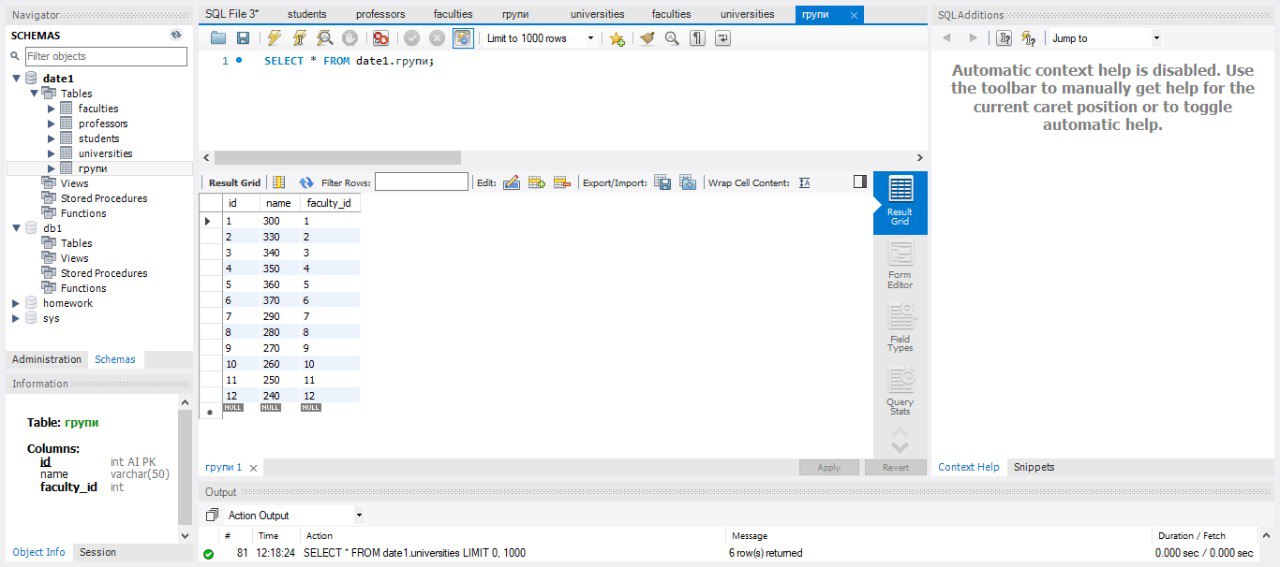 Navigator
SCHEMAS
Filter objects
date1
Tables
faculties
professors
students
universities
групи
Views
Stored Procedures
Functions
db1
Tables
Views
Stored Procedures
Functions
homework
sys
Administration Schemas
Information
Table: групи
Columns:
id int AI PK
name varchar(50)
faculty_id int
Object Info Session
SQL File 3* students professors faculties групи universities faculties universities групи
Limit to 1000 rows
1 SELECT * FROM date1.групи;
Result Grid Filter Rows: Edit: Export/Import: Wrap Cell Content:
id name faculty_id
1 300 1
2 330 2
3 340 3
4 350 4
5 360 5
6 370 6
7 290 7
8 280 8
9 270 9
10 260 10
11 250 11
12 240 12
NULL NULL NULL
Result
Grid
Form
Editor
Field
Types
Query
Stats
групи 1 Apply Revert
SQLAdditions
Jump to
Automatic context help is disabled. Use
the toolbar to manually get help for the
current caret position or to toggle
automatic help.
Context Help Snippets
Output
Action Output
# Time Action Message Duration / Fetch
81 12:18:24 SELECT * FROM date1.universities LIMIT 0, 1000 6 row(s) returned 0.000 sec / 0.000 sec